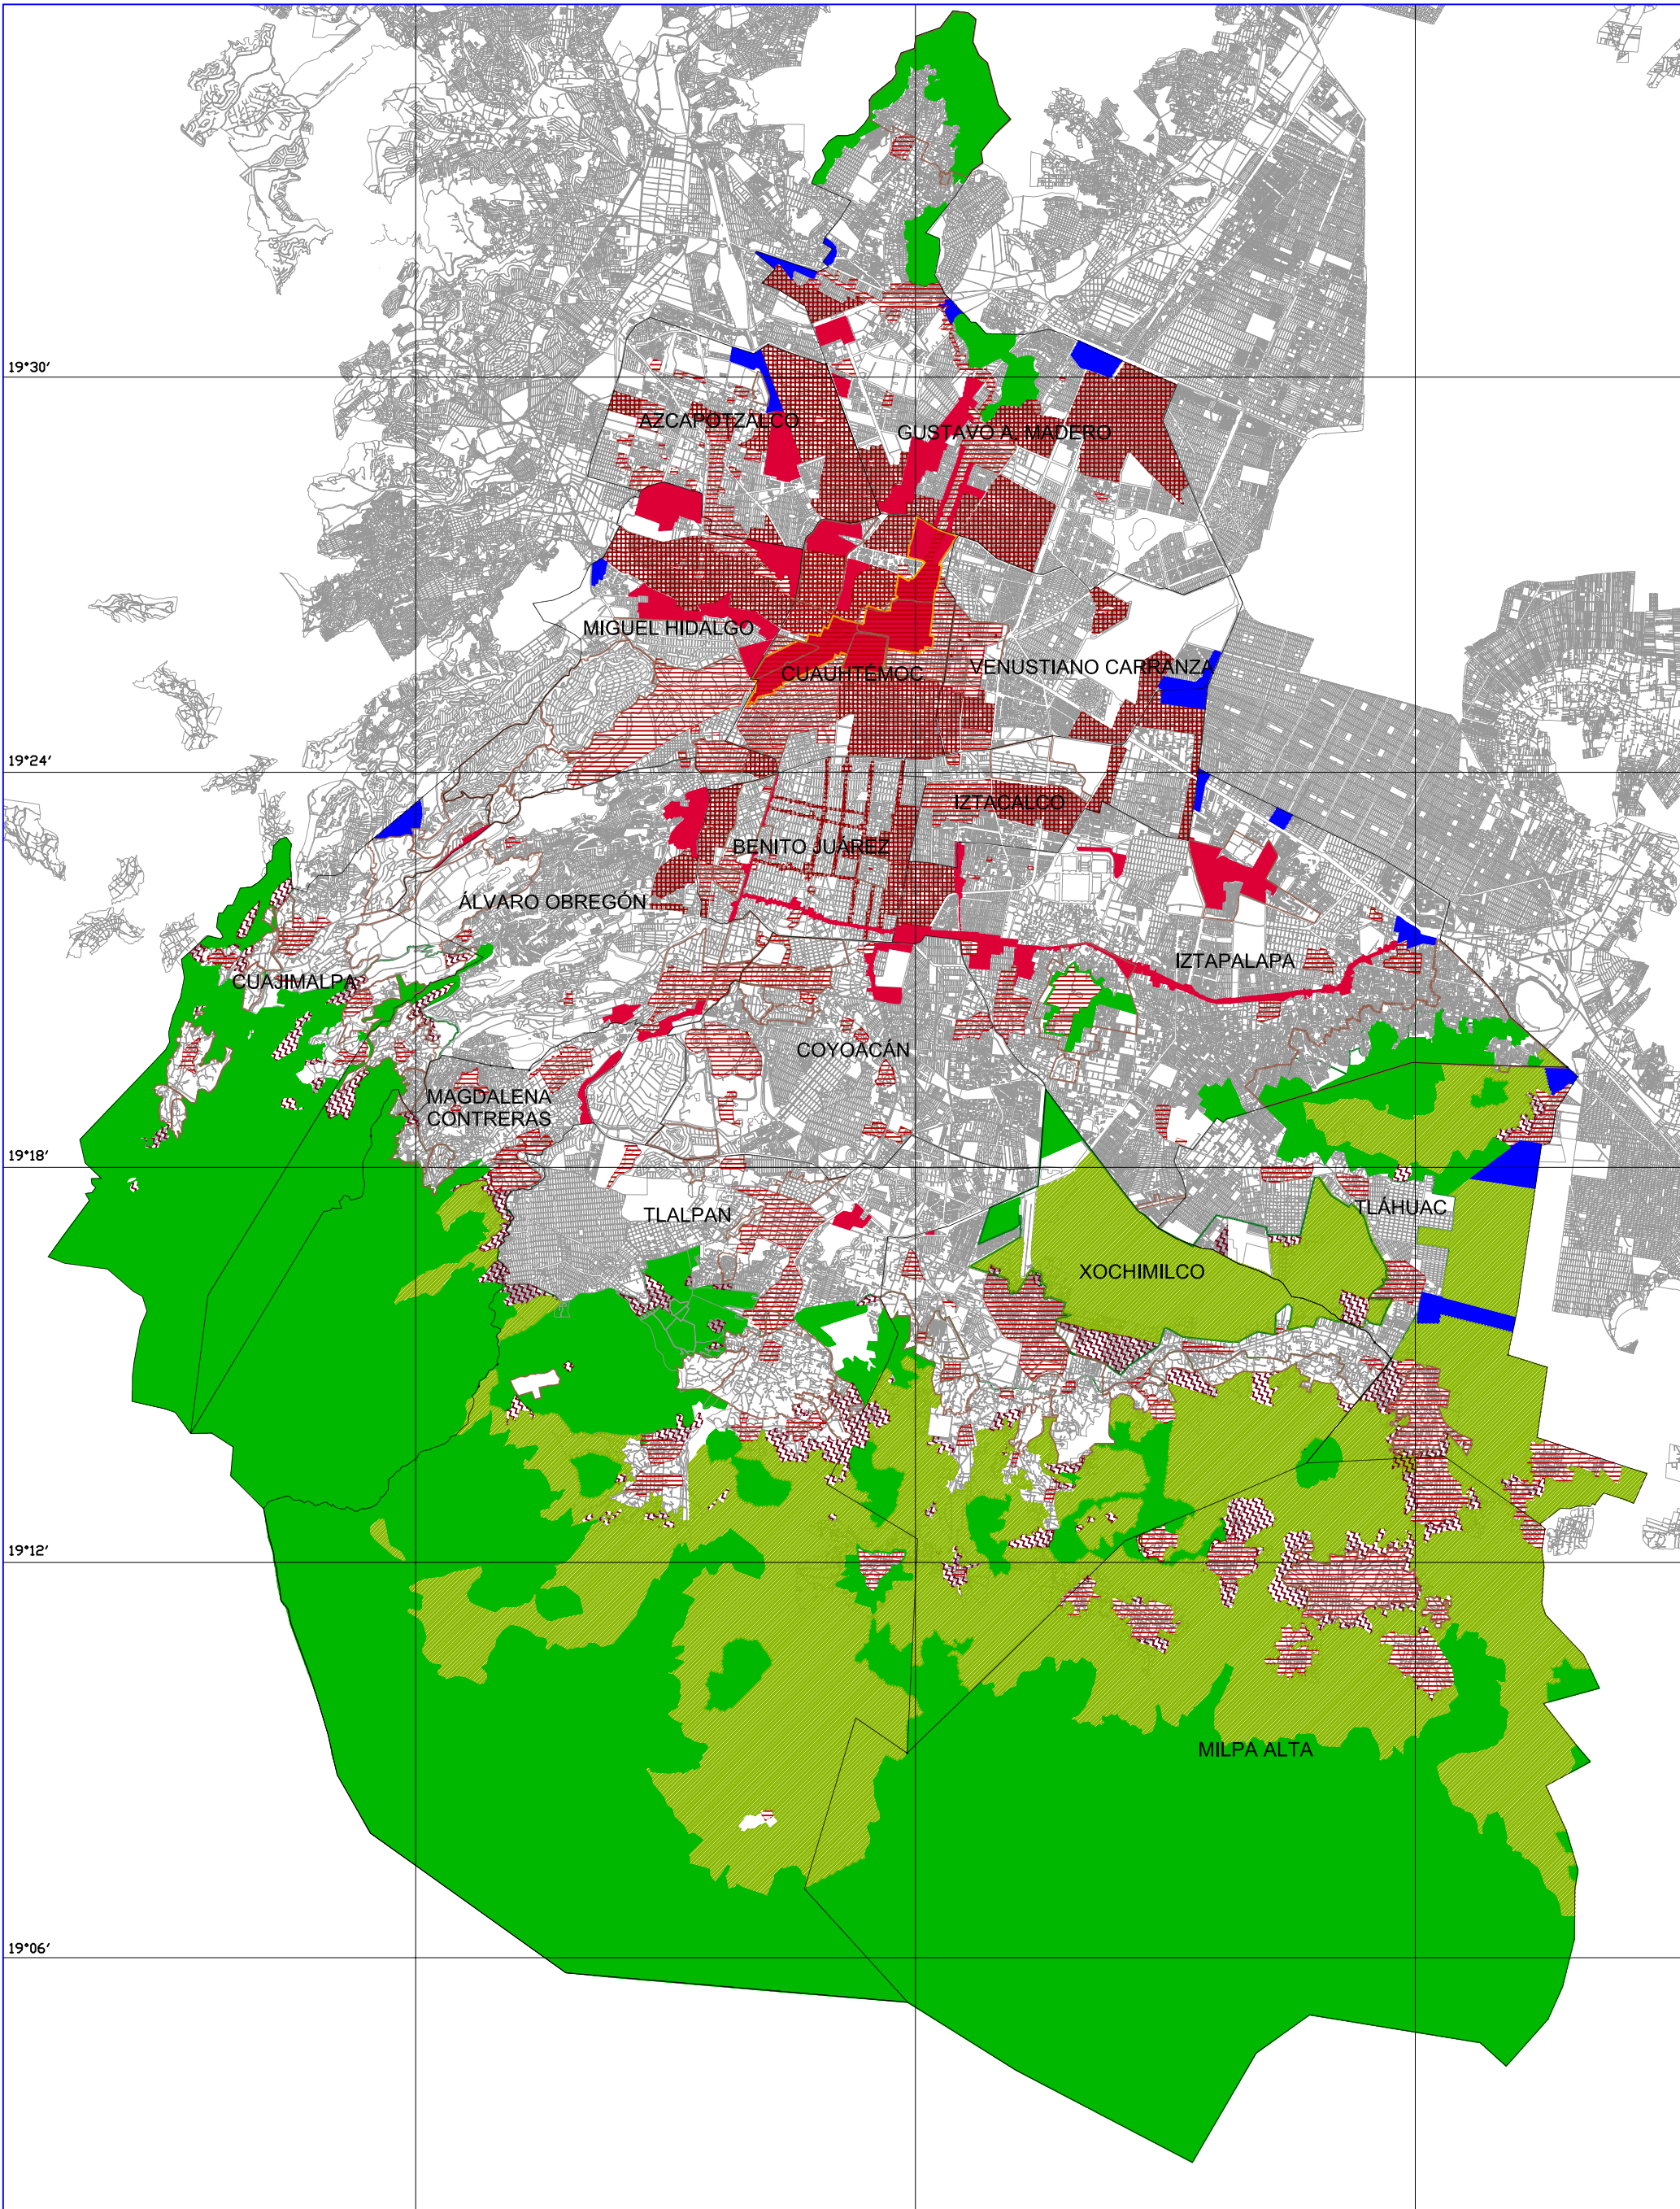 19°30'
AZCAPOTZALCO
GUSTAVO A. MADERO
MIGUEL HIDALGO
CUAUHTÉMOC
VENUSTIANO CARRANZA
19°24'
IZTACALCO
BENITO JUÁREZ
ÁLVARO OBREGÓN
CUAJIMALPA
IZTAPALAPA
COYOACÁN
MAGDALENA
CONTRERAS
19°18'
TLALPAN
TLÁHUAC
XOCHIMILCO
19°12'
MILPA ALTA
19°06'